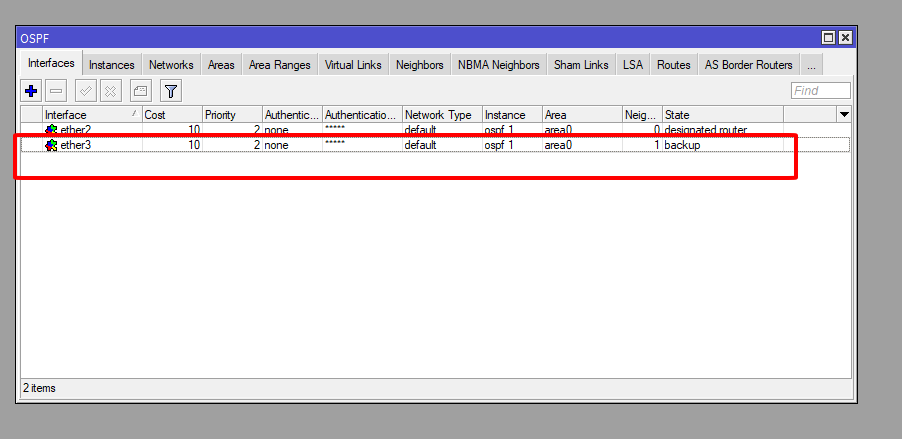 OSPF
Interfaces Instances Networks Areas Area Ranges Virtual Links Neighbors NBMA Neighbors Sham Links LSA Routes AS Border Routers ...
Find
Interface Cost Priority Authentic... Authenticatio... Network Type Instance Area Neig... State
ether2 10 2 none ***** default ospf 1 area0 0 designated router
ether3 10 2 none ***** default ospf 1 area0 1 backup
2 items